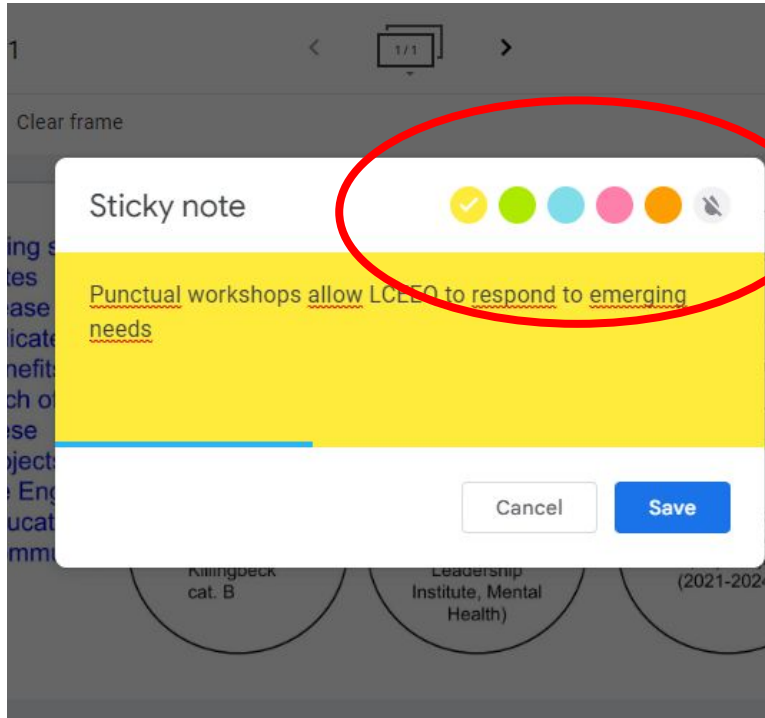 1
1/1
Clear frame
Sticky note
Punctual workshops allow LCEEQ to respond to emerging
needs
Cancel
Save
Killingbeck
cat. B
Leadership
Institute, Mental
Health)
(2021-2024